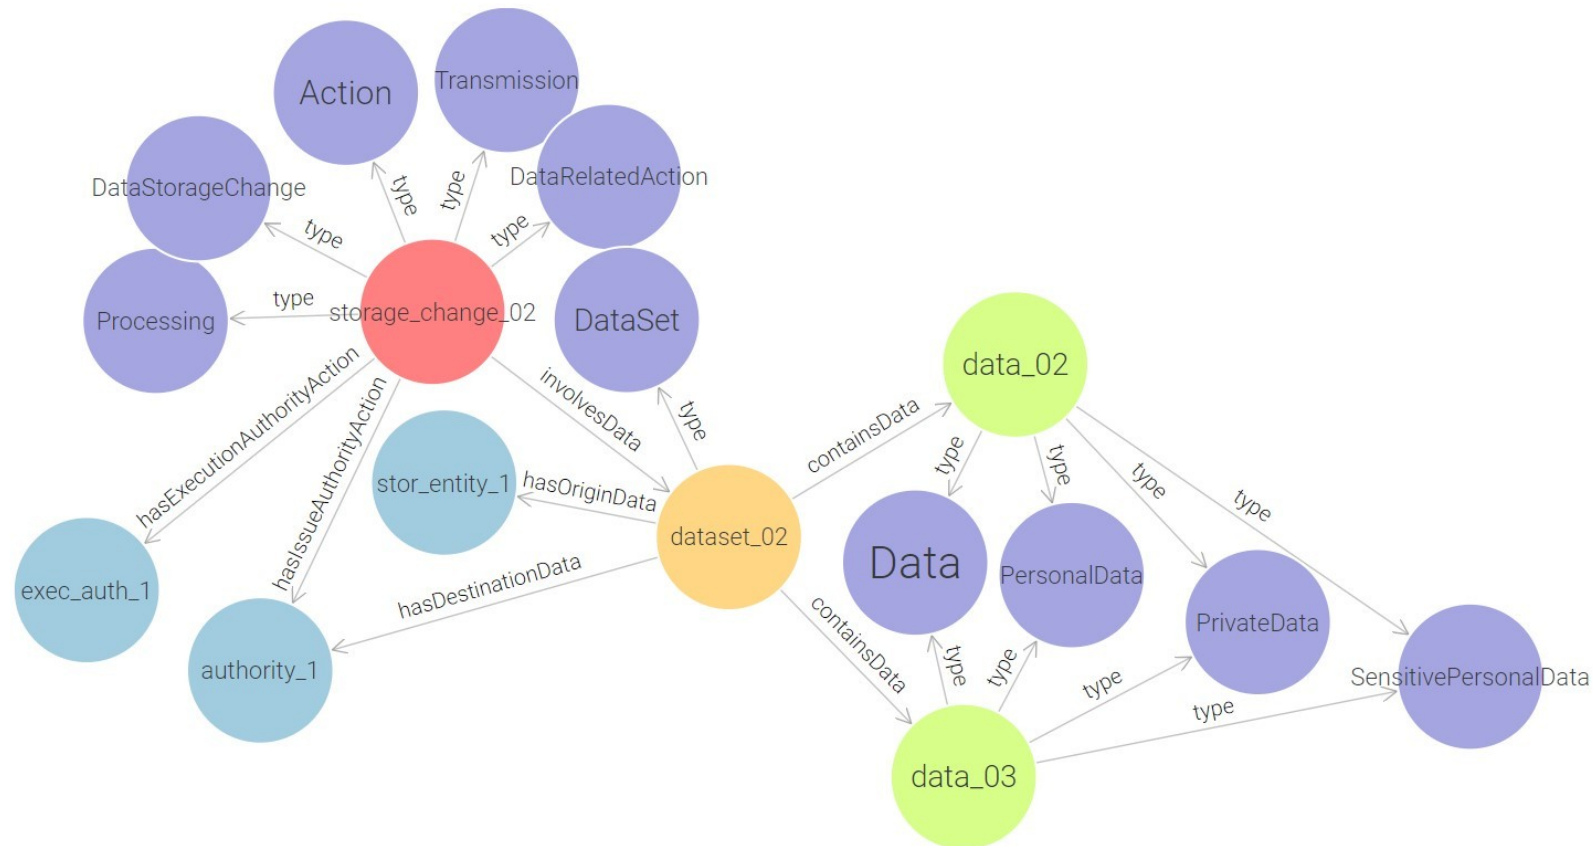 Action
Transmission
DataStorageChange
DataRelatedAction
type
type
type
type
Processing
type
storage_change_02
DataSet
data_02
hasExecutionAuthorityAction
hasIssueAuthorityAction
involvesData
type
containsData
type
type
type
type
stor_entity_1
hasOriginData
dataset_02
Data
PersonalData
exec_auth_1
hasDestinationData
authority_1
containsData
PrivateData
SensitivePersonalData
type
type
type
type
data_03